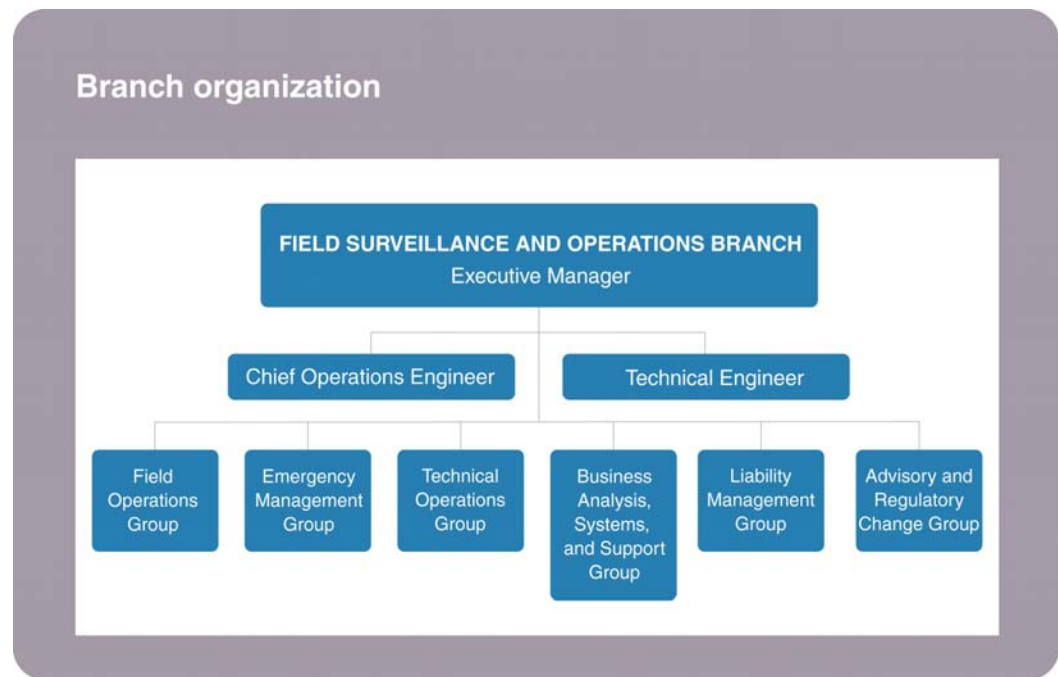 Branch organization
FIELD SURVEILLANCE AND OPERATIONS BRANCH
Executive Manager
Chief Operations Engineer
Technical Engineer
Field
Operations
Group
Emergency
Management
Group
Technical
Operations
Group
Business
Analysis,
Systems,
and Support
Group
Liability
Management
Group
Advisory and
Regulatory
Change Group